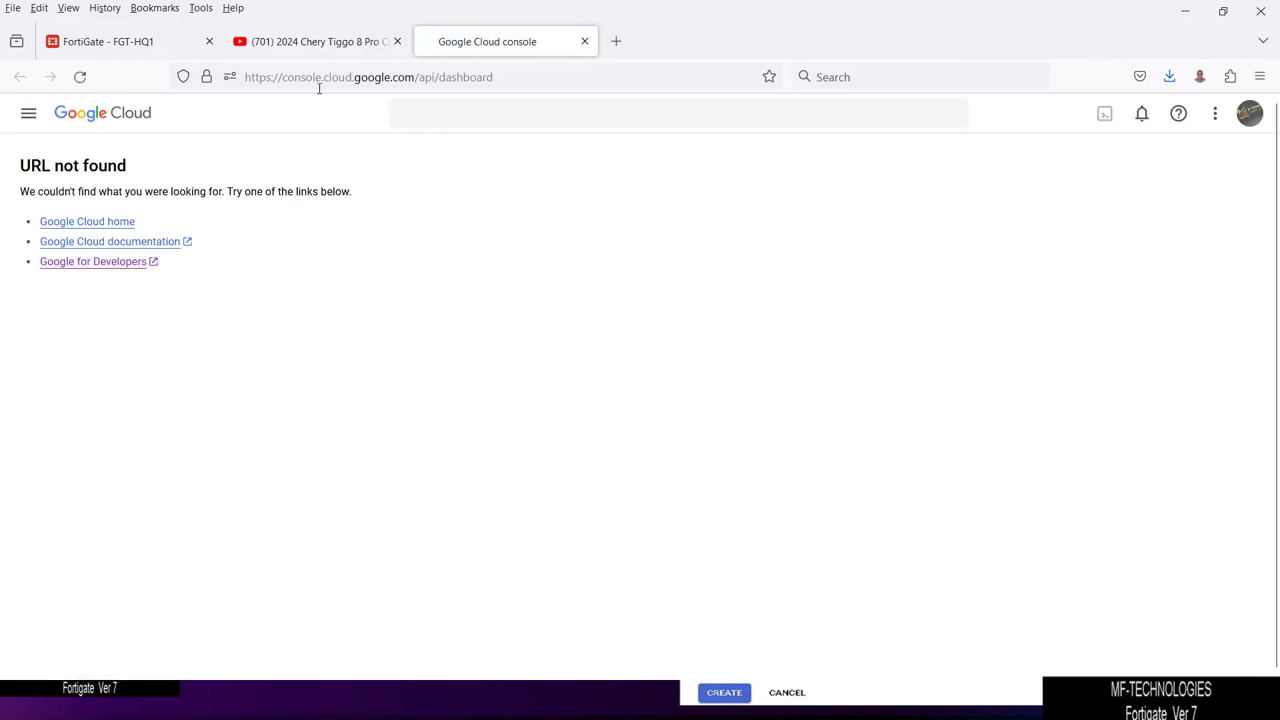 File Edit View History Bookmarks Tools Help
FortiGate - FGT-HQ1
(701) 2024 Chery Tiggo 8 Pro C
Google Cloud console
https://console.cloud.google.com/api/dashboard
Search
Google Cloud
URL not found
We couldn't find what you were looking for. Try one of the links below.
Google Cloud home
Google Cloud documentation
Google for Developers
Fortigate Ver 7
CREATE CANCEL
MF-TECHNOLOGIES
Fortigate Ver 7